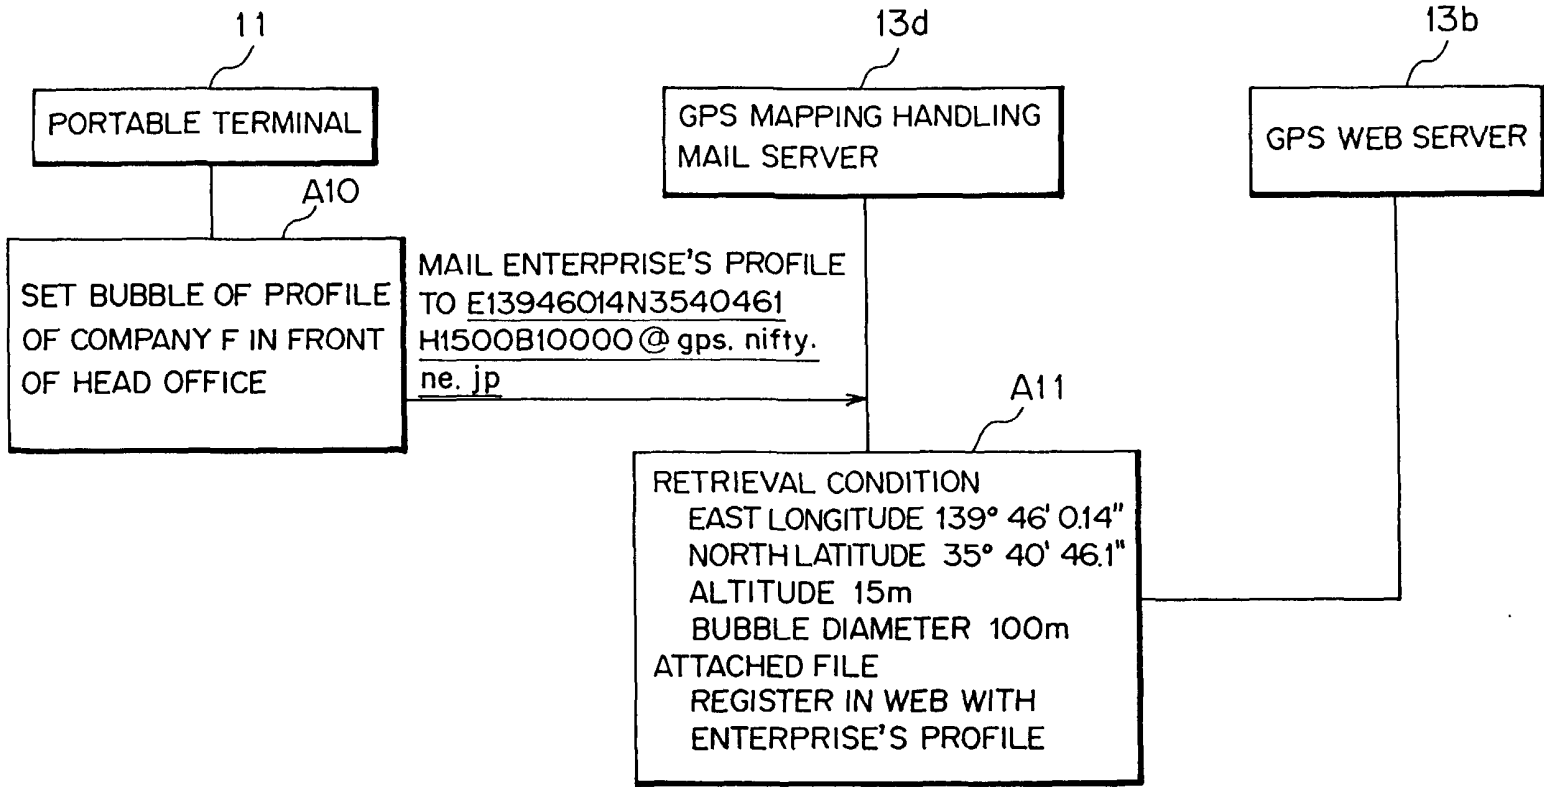 11
13d
13b
PORTABLE TERMINAL
GPS MAPPING HANDLING
MAIL SERVER
GPS WEB SERVER
A10
SET BUBBLE OF PROFILE
OF COMPANY F IN FRONT
OF HEAD OFFICE
MAIL ENTERPRISE'S PROFILE
TO E13946014N3540461
H1500B10000@gps. nifty.
ne. jp
A11
RETRIEVAL CONDITION
EAST LONGITUDE 139° 46' 0.14"
NORTH LATITUDE 35° 40' 46.1"
ALTITUDE 15m
BUBBLE DIAMETER 100m
ATTACHED FILE
REGISTER IN WEB WITH
ENTERPRISE'S PROFILE